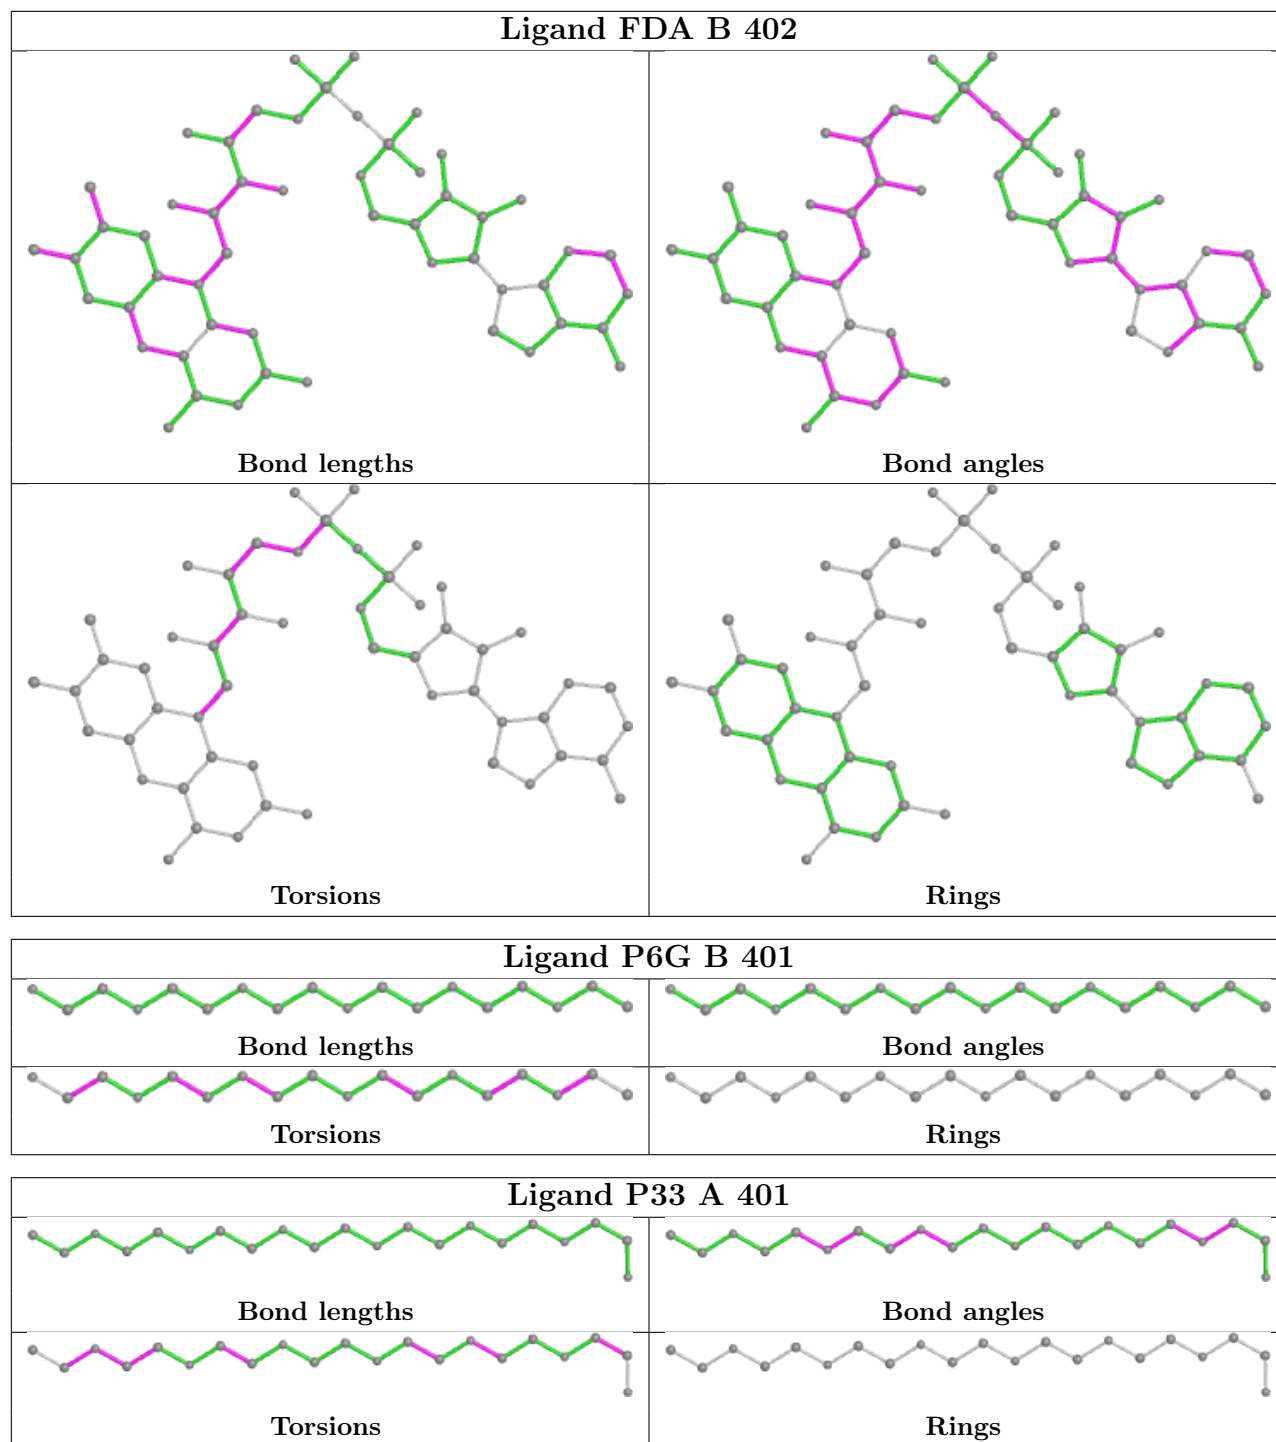 Ligand FDA B 402
Bond lengths
Bond angles
Torsions
Rings
Ligand P6G B 401
Bond lengths
Bond angles
Torsions
Rings
Ligand P33 A 401
Bond lengths
Bond angles
Torsions
Rings